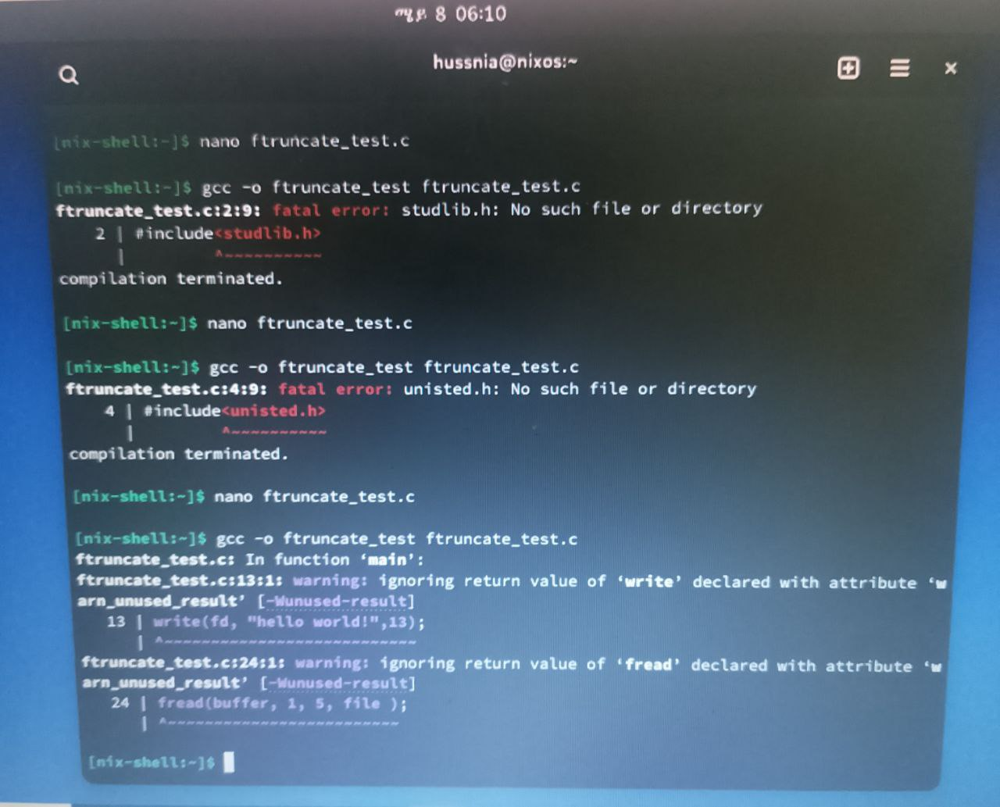 ሜይ 8 06:10
hussnia@nixos:~
[nix-shell:~]$ nano ftruncate_test.c
[nix-shell:~]$ gcc -o ftruncate_test ftruncate_test.c
ftruncate_test.c:2:9: fatal error: studlib.h: No such file or directory
2 | #include<studlib.h>
| ^~~~~~~~~~~
compilation terminated.
[nix-shell:~]$ nano ftruncate_test.c
[nix-shell:~]$ gcc -o ftruncate_test ftruncate_test.c
ftruncate_test.c:4:9: fatal error: unisted.h: No such file or directory
4 | #include<unisted.h>
| ^~~~~~~~~~~
compilation terminated.
[nix-shell:~]$ nano ftruncate_test.c
[nix-shell:~]$ gcc -o ftruncate_test ftruncate_test.c
ftruncate_test.c: In function ‘main’:
ftruncate_test.c:13:1: warning: ignoring return value of ‘write’ declared with attribute ‘w
arn_unused_result’ [-Wunused-result]
13 | write(fd, "hello world!",13);
| ^~~~~~~~~~~~~~~~~~~~~~~~~~~~
ftruncate_test.c:24:1: warning: ignoring return value of ‘fread’ declared with attribute ‘w
arn_unused_result’ [-Wunused-result]
24 | fread(buffer, 1, 5, file );
| ^~~~~~~~~~~~~~~~~~~~~~~~~~
[nix-shell:~]$